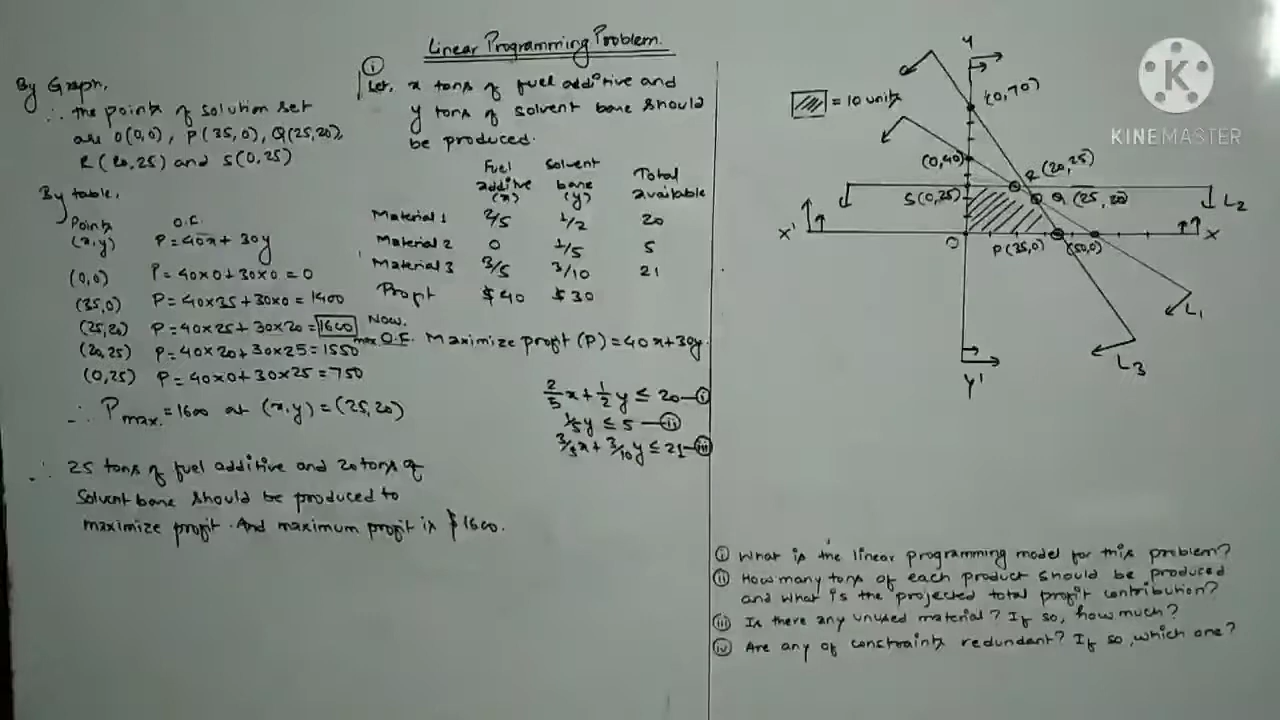 Linear Programming Problem.
By Graph,
∴ the points of solution set
are O(0,0), P(35,0), Q(25,20),
R(20,25) and S(0,25)
By table,
Points O.F.
(x,y) P=40x+30y
(0,0) P=40×0+30×0=0
(35,0) P=40×35+30×0=1400
(25,20) P=40×25+30×20=1600
(20,25) P=40×20+30×25=1550
(0,25) P=40×0+30×25=750
∴ Pmax.=1600 at (x,y)=(25,20)
∴ 25 tons of fuel additive and 20 tons of
Solvent base should be produced to
maximize profit. And maximum profit is $1600.
(i)
Let, x tons of fuel additive and
y tons of solvent base should
be produced.
Fuel additive (x) Solvent base (y) Total available
Material 1 2/5 1/2 20
Material 2 0 1/5 5
Material 3 3/5 3/10 21
Profit $40 $30
Now,
max O.F. Maximize profit (P)=40x+30y.
2/5x+1/2y≤20—(i)
1/5y≤5—(ii)
3/5x+3/10y≤21—(iii)
= 10 units
Y
(0,70)
(0,40)
R(20,25)
S(0,25)
Q(25,20)
L2
X'
O
P(35,0)
(50,0)
X
L1
L3
Y'
K
KINEMASTER
(i) What is the linear programming model for this problem?
(ii) How many tons of each product should be produced
and what is the projected total profit contribution?
(iii) Is there any unused material? If so, how much?
(iv) Are any of constraints redundant? If so, which one?